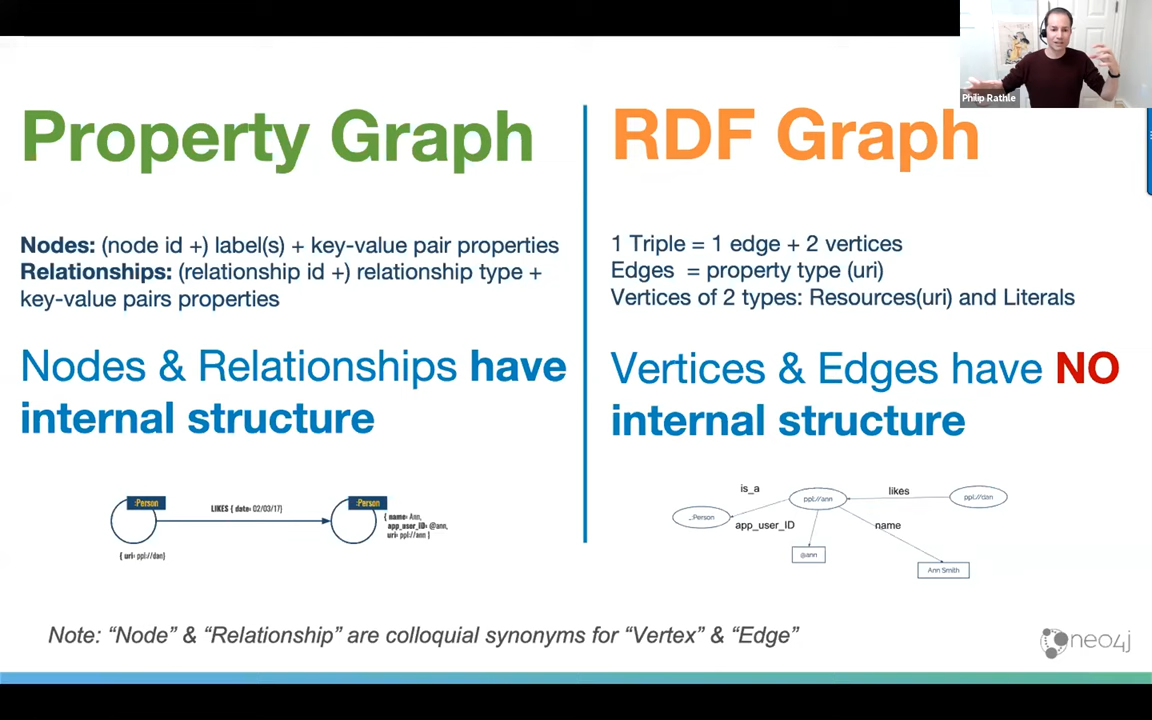 Philip Rathle
Property Graph
Nodes: (node id +) label(s) + key-value pair properties
Relationships: (relationship id +) relationship type +
key-value pairs properties
Nodes & Relationships have
internal structure
:Person
LIKES { date: 02/03/17}
:Person
{ name: Ann,
app_user_ID: @ann,
uri: ppl://ann }
{ uri: ppl://dan}
RDF Graph
1 Triple = 1 edge + 2 vertices
Edges = property type (uri)
Vertices of 2 types: Resources(uri) and Literals
Vertices & Edges have NO
internal structure
is_a
ppl://ann
likes
ppl://dan
_:Person
app_user_ID
name
@ann
Ann Smith
Note: “Node” & “Relationship” are colloquial synonyms for “Vertex” & “Edge”
neo4j